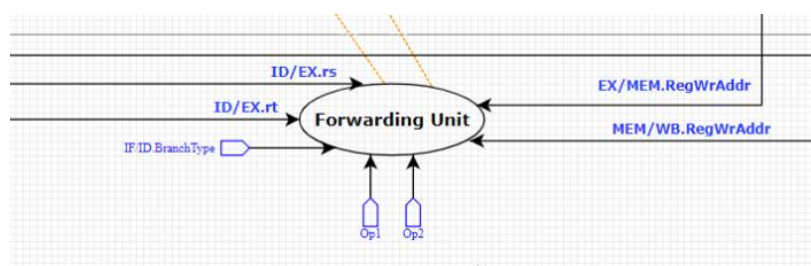 ID/EX.rs
EX/MEM.RegWrAddr
ID/EX.rt
Forwarding Unit
MEM/WB.RegWrAddr
IF/ID.BranchType
Op1
Op2